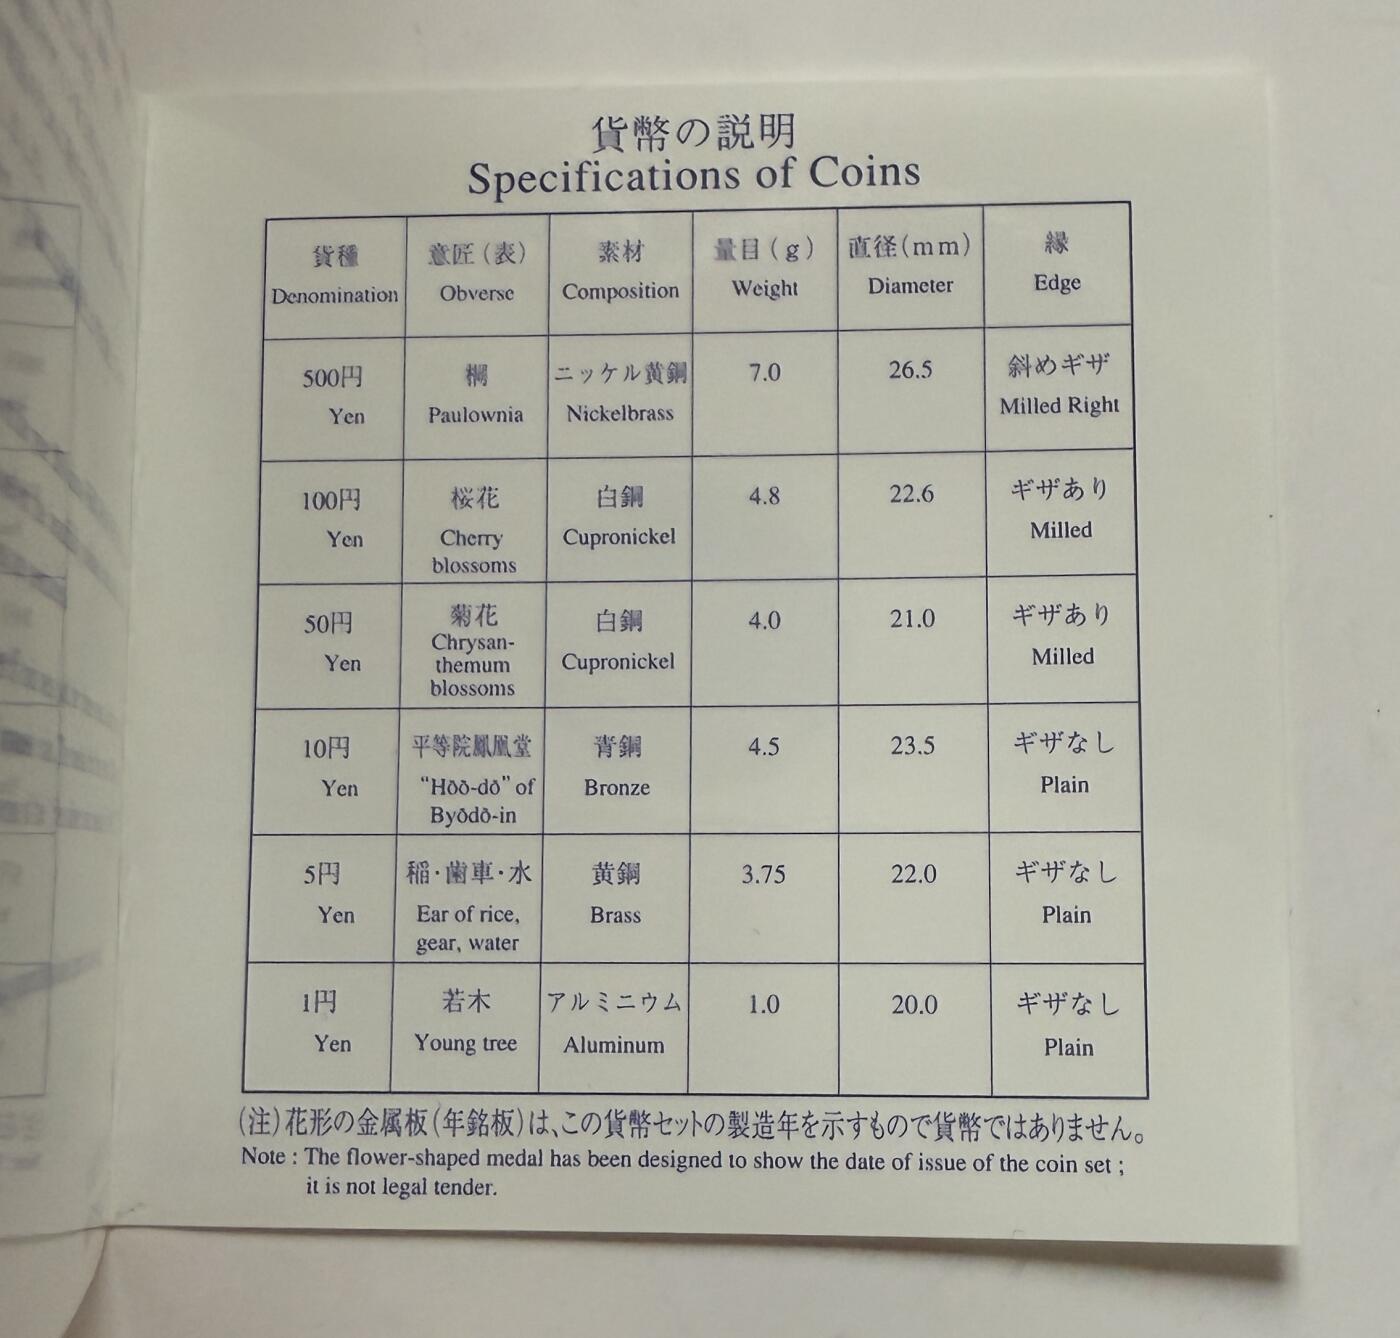 貨幣の説明
Specifications of Coins
貨種 意匠(表) 素材 量目(g) 直径(mm) 縁
Denomination Obverse Composition Weight Diameter Edge
500円 桐 ニッケル黄銅 7.0 26.5 斜めギザ
Yen Paulownia Nickelbrass Milled Right
100円 桜花 白銅 4.8 22.6 ギザあり
Yen Cherry Cupronickel Milled
blossoms
50円 菊花 白銅 4.0 21.0 ギザあり
Chrysan-
Yen themum Cupronickel Milled
blossoms
10円 平等院鳳凰堂 青銅 4.5 23.5 ギザなし
Yen “Hōō-dō” of Bronze Plain
Byōdō-in
5円 稲・歯車・水 黄銅 3.75 22.0 ギザなし
Yen Ear of rice, Brass Plain
gear, water
1円 若木 アルミニウム 1.0 20.0 ギザなし
Yen Young tree Aluminum Plain
(注)花形の金属板(年銘板)は、この貨幣セットの製造年を示すもので貨幣ではありません。
Note : The flower-shaped medal has been designed to show the date of issue of the coin set ;
it is not legal tender.